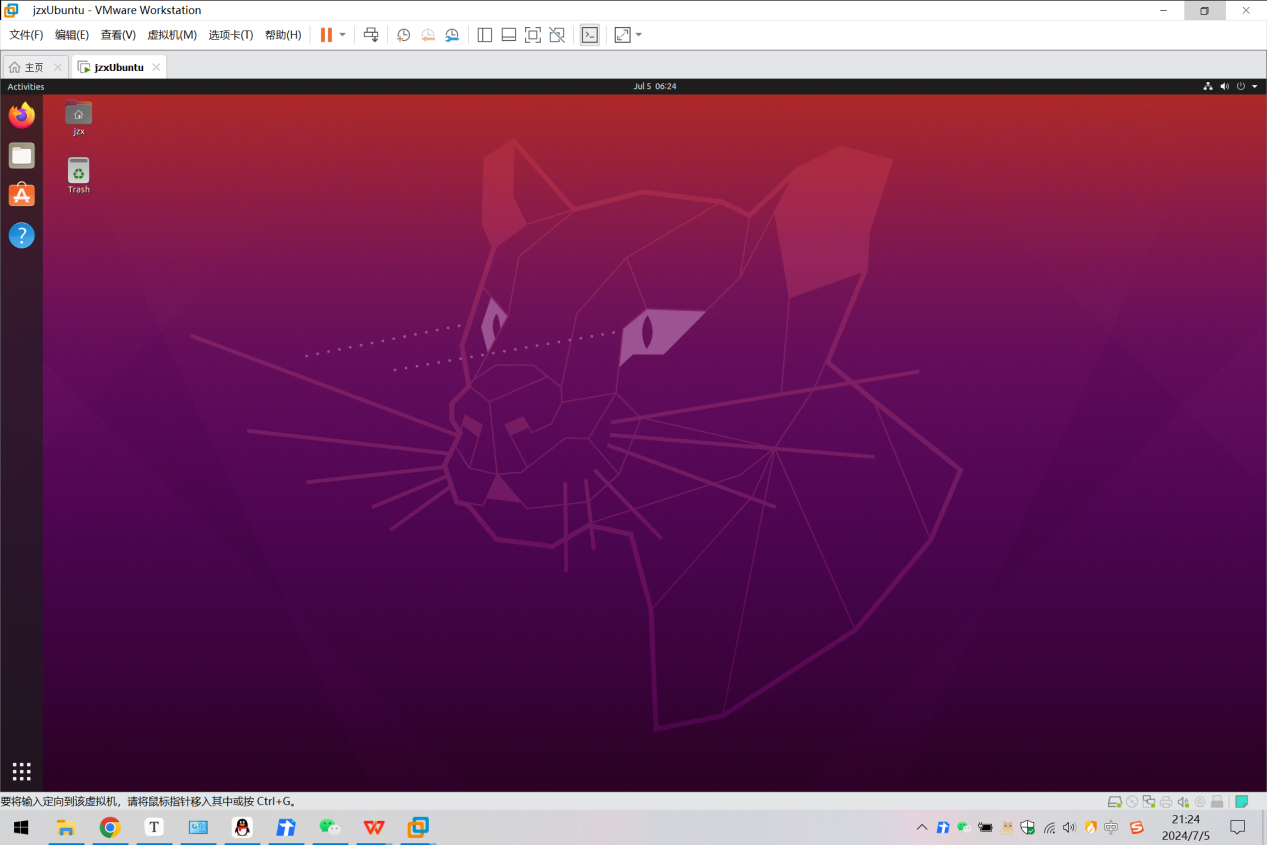 jzxUbuntu - VMware Workstation
文件(F) 编辑(E) 查看(V) 虚拟机(M) 选项卡(T) 帮助(H)
主页 jzxUbuntu
Activities Jul 5 06:24
jzx
Trash
要将输入定向到该虚拟机，请将鼠标指针移入其中或按 Ctrl+G。
21:24
2024/7/5